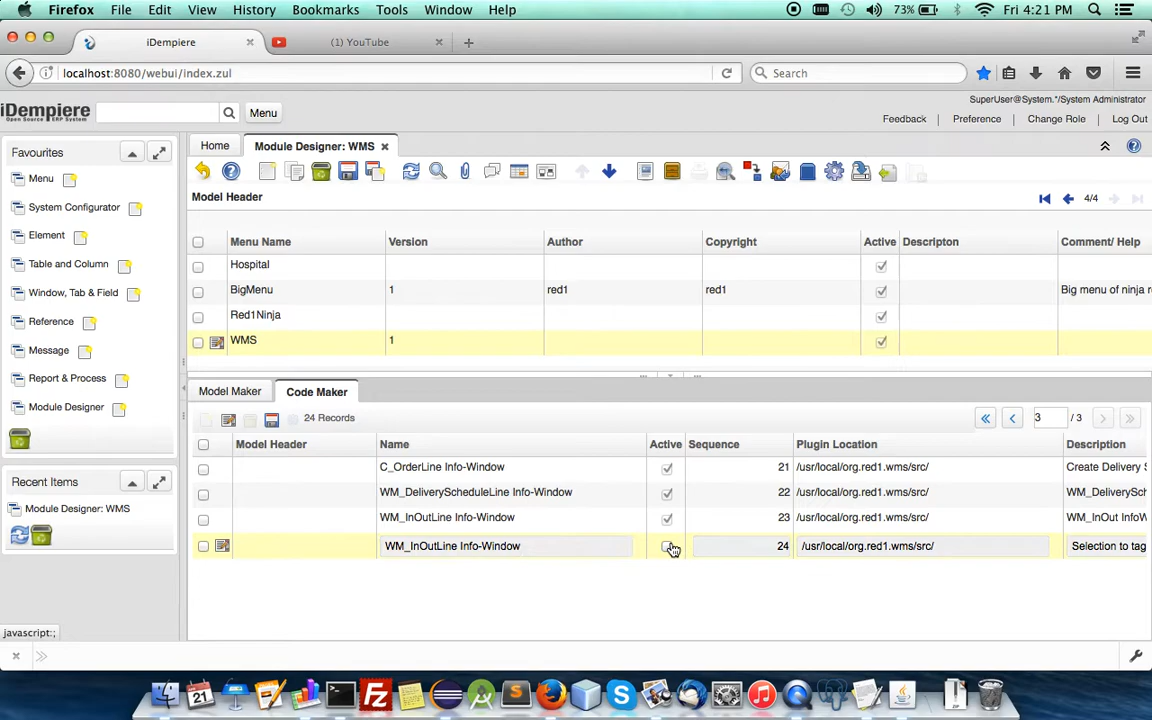 Firefox File Edit View History Bookmarks Tools Window Help 73% Fri 4:21 PM
iDempiere (1) YouTube
localhost:8080/webui/index.zul Search
SuperUser@System.*/System Administrator
iDempiere Menu
Open Source ERP System
Feedback Preference Change Role Log Out
Favourites Home Module Designer: WMS
Menu
Model Header 4/4
System Configurator
Element
Menu Name Version Author Copyright Active Descripton Comment/ Help
Table and Column Hospital
Window, Tab & Field BigMenu 1 red1 red1 Big menu of ninja r
Reference Red1Ninja
Message WMS 1
Report & Process
Module Designer
Model Maker Code Maker
24 Records 3 / 3
Model Header Name Active Sequence Plugin Location Description
C_OrderLine Info-Window 21 /usr/local/org.red1.wms/src/ Create Delivery S
Recent Items
WM_DeliveryScheduleLine Info-Window 22 /usr/local/org.red1.wms/src/ WM_DeliverySch
Module Designer: WMS
WM_InOutLine Info-Window 23 /usr/local/org.red1.wms/src/ WM_InOut InfoW
WM_InOutLine Info-Window 24 /usr/local/org.red1.wms/src/ Selection to tag
javascript:;
APR
21